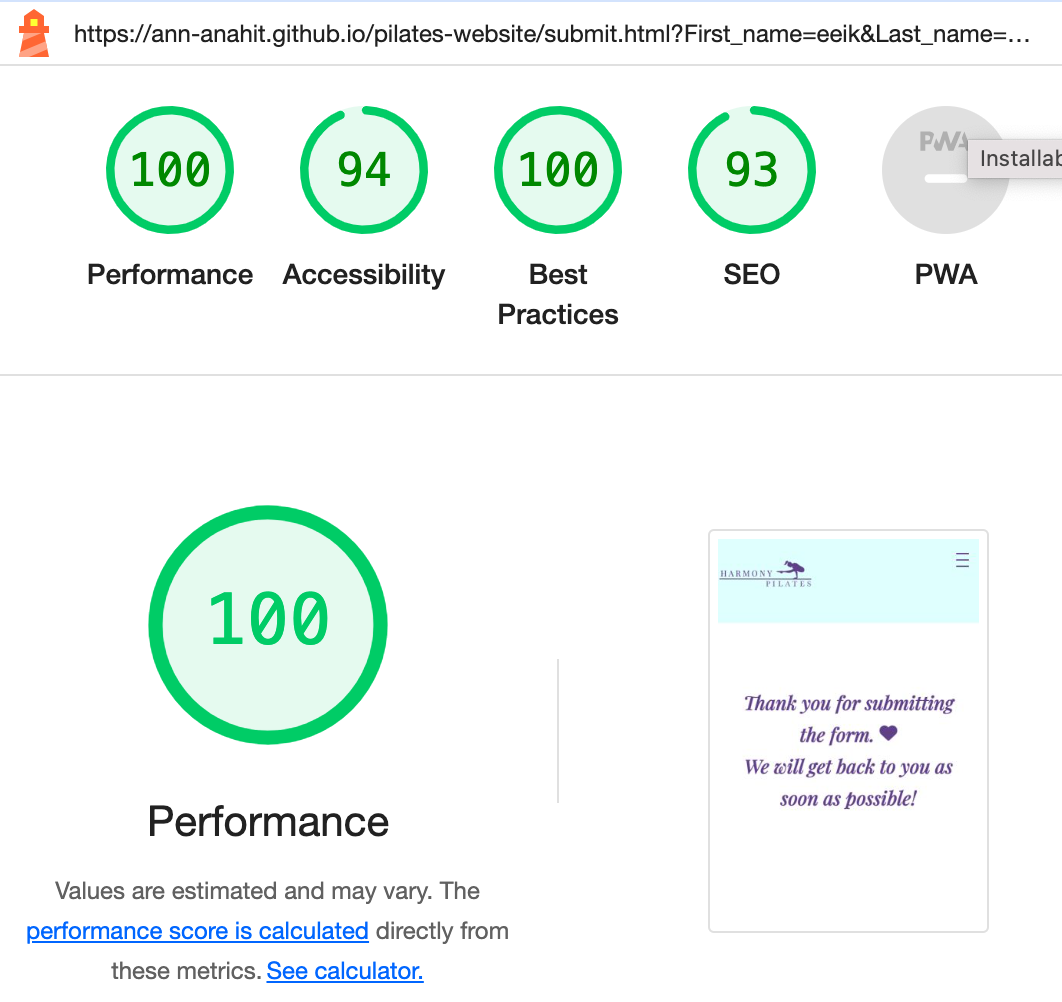 https://ann-anahit.github.io/pilates-website/submit.html?First_name=eeik&Last_name=…
100
94
100
93
PWA
Installab
Performance
Accessibility
Best
Practices
SEO
PWA
100
Performance
Values are estimated and may vary. The
performance score is calculated directly from
these metrics. See calculator.
HARMONY
PILATES
Thank you for submitting
the form. ♥
We will get back to you as
soon as possible!